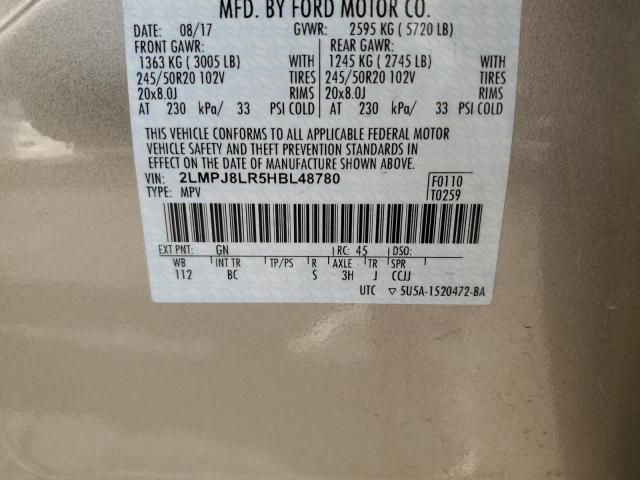 MFD. BY FORD MOTOR CO.
DATE: 08/17 GVWR: 2595 KG ( 5720 LB)
FRONT GAWR: REAR GAWR:
1363 KG ( 3005 LB) WITH 1245 KG ( 2745 LB) WITH
245/50R20 102V TIRES 245/50R20 102V TIRES
20x8.0J RIMS 20x8.0J RIMS
AT 230 kPa/ 33 PSI COLD AT 230 kPa/ 33 PSI COLD
THIS VEHICLE CONFORMS TO ALL APPLICABLE FEDERAL MOTOR
VEHICLE SAFETY AND THEFT PREVENTION STANDARDS IN
EFFECT ON THE DATE OF MANUFACTURE SHOWN ABOVE.
VIN: 2LMPJ8LR5HBL48780 F0110
TYPE: MPV T0259
EXT PNT: GN RC: 45 DSO:
WB INT TR TP/PS R AXLE TR SPR
112 BC S 3H J CCJJ
UTC ▽ 5U5A-1520472-BA